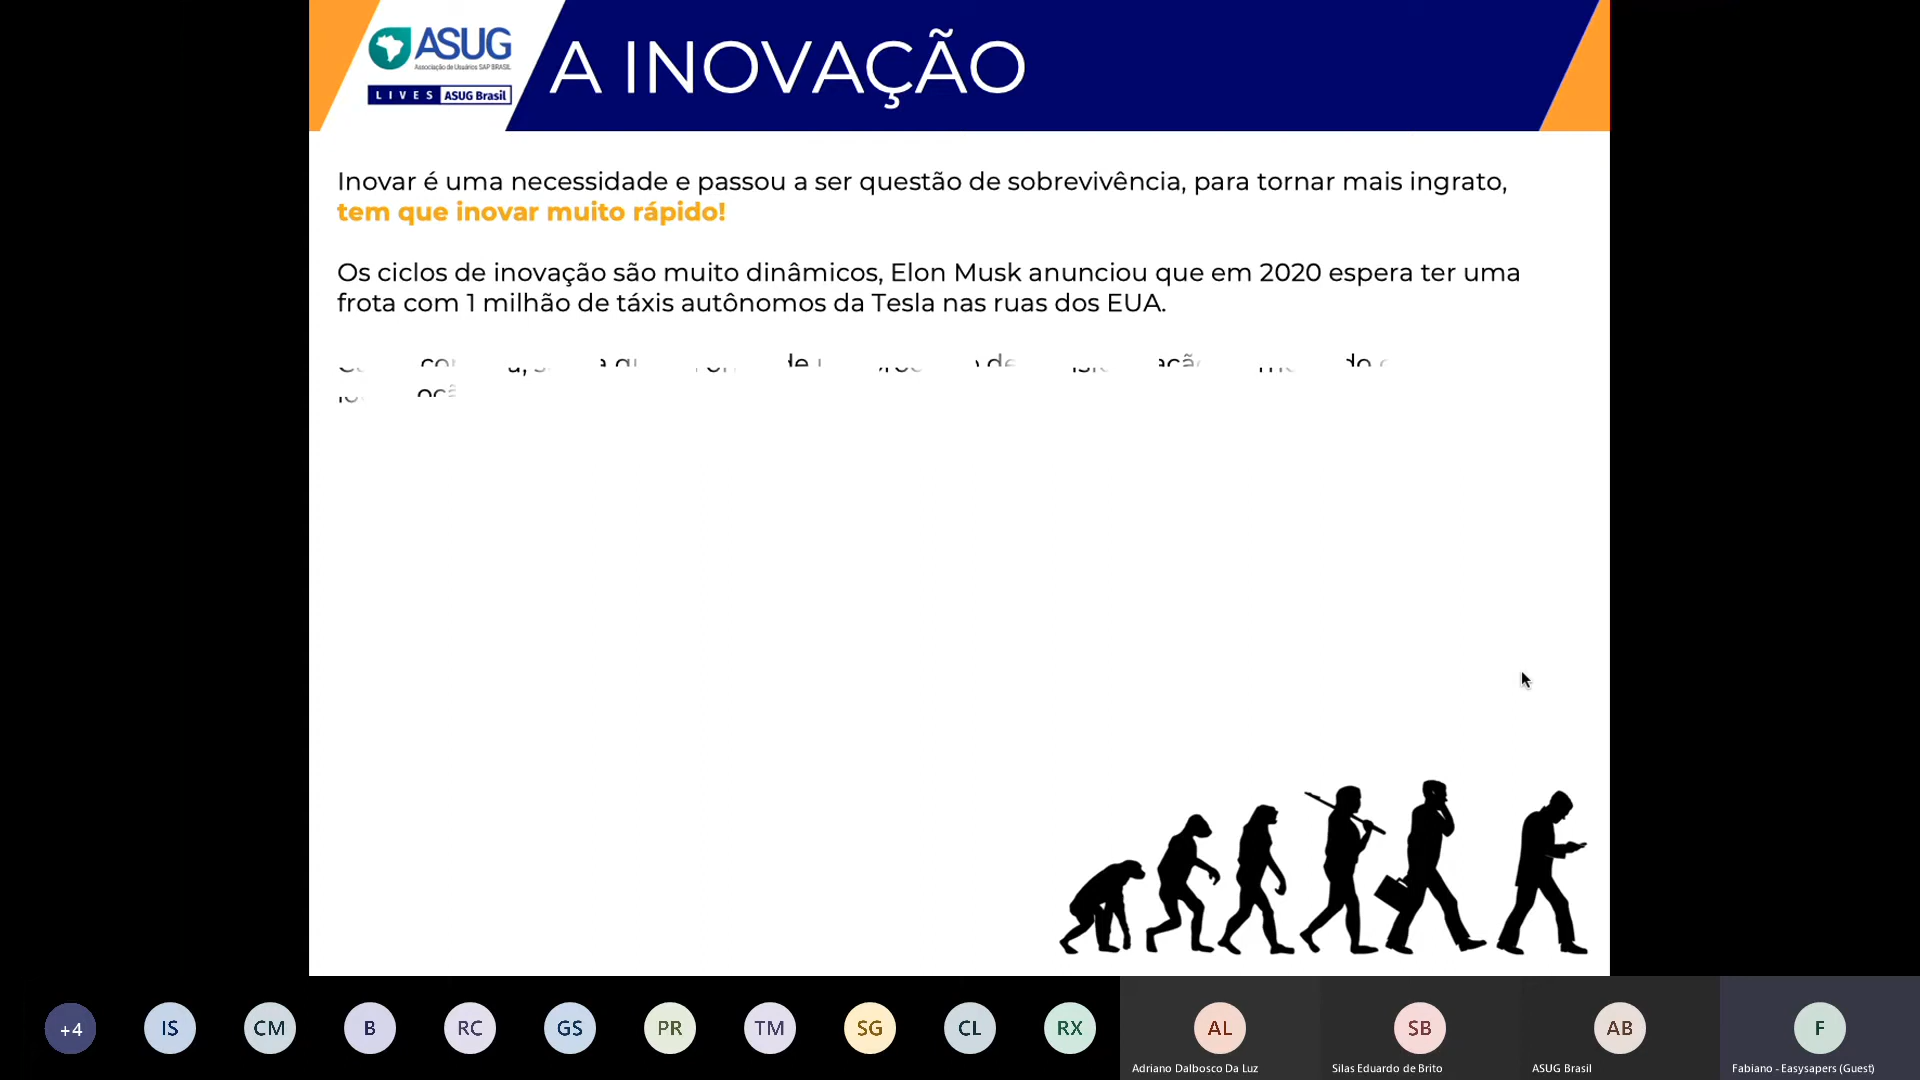 ASUG
Associação de Usuários SAP BRASIL
LIVES ASUG Brasil
A INOVAÇÃO
Inovar é uma necessidade e passou a ser questão de sobrevivência, para tornar mais ingrato,
tem que inovar muito rápido!
Os ciclos de inovação são muito dinâmicos, Elon Musk anunciou que em 2020 espera ter uma
frota com 1 milhão de táxis autônomos da Tesla nas ruas dos EUA.
+4 IS CM B RC GS PR TM SG CL RX AL SB AB F
Adriano Dalbosco Da Luz Silas Eduardo de Brito ASUG Brasil Fabiano - Easysapers (Guest)